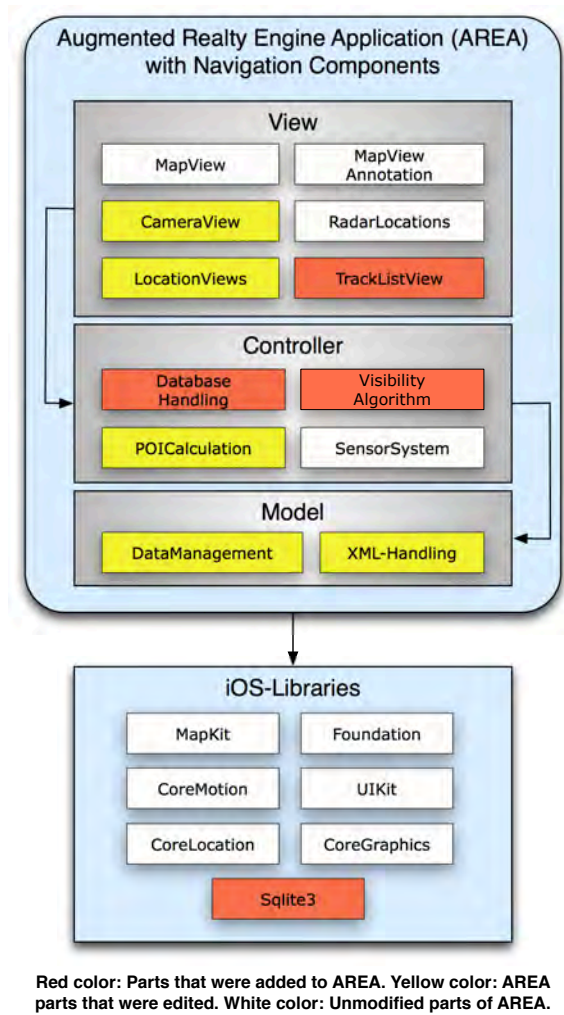 Augmented Realty Engine Application (AREA)
with Navigation Components
View
MapView
MapView
Annotation
CameraView
RadarLocations
LocationViews
TrackListView
Controller
Database
Handling
Visibility
Algorithm
POICalculation
SensorSystem
Model
DataManagement
XML-Handling
iOS-Libraries
MapKit
Foundation
CoreMotion
UIKit
CoreLocation
CoreGraphics
Sqlite3
Red color: Parts that were added to AREA. Yellow color: AREA
parts that were edited. White color: Unmodified parts of AREA.